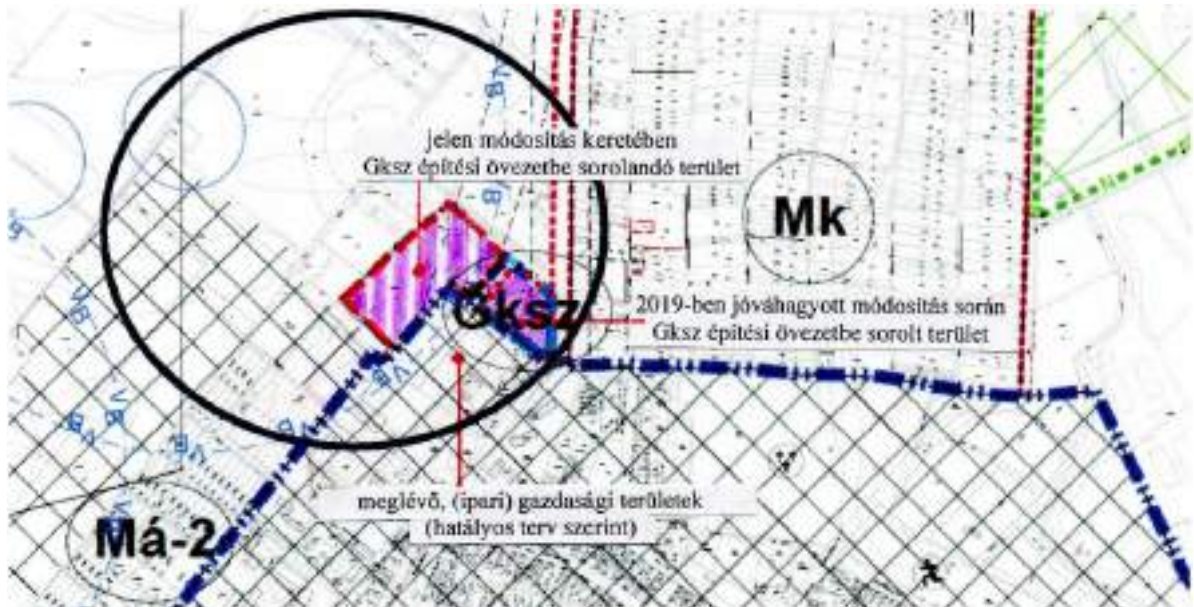 jelen módosítás keretében
Gksz építési övezetbe sorolandó terület
Mk
Gksz
2019-ben jóváhagyott módosítás során
Gksz építési övezetbe sorolt terület
meglévő, (ipari) gazdasági területek
(hatályos terv szerint)
Má-2